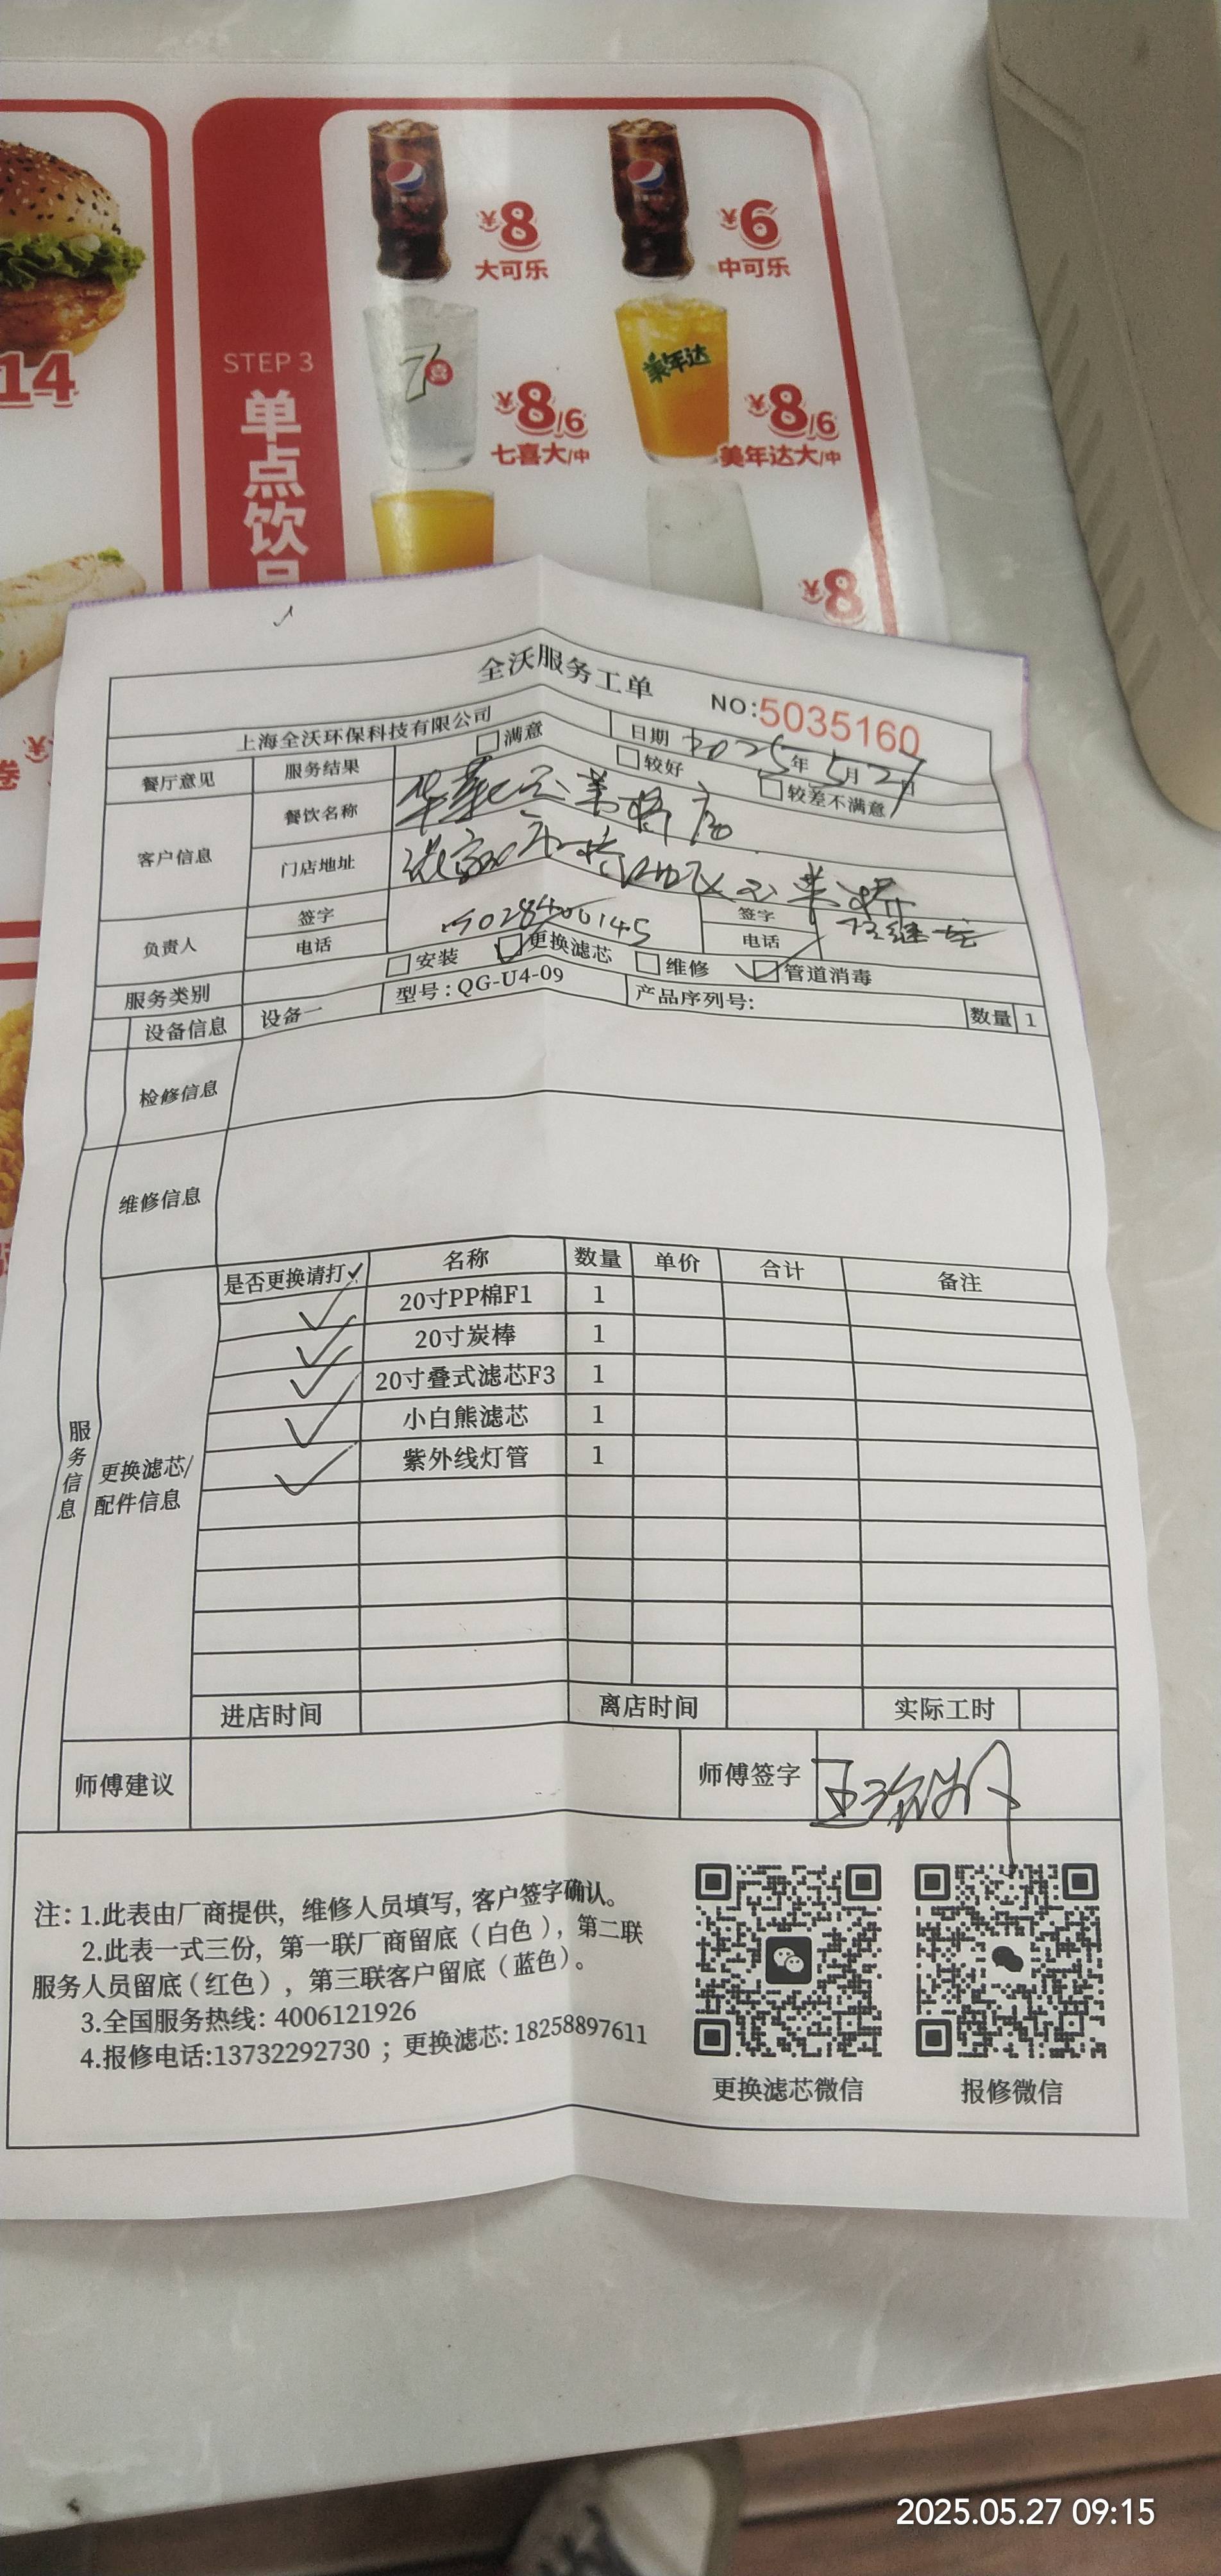 14
STEP 3
单点饮品
¥8
大可乐
¥6
中可乐
7喜
美年达
¥8/6
七喜大/中
¥8/6
美年达大/中
¥8
卷
¥
全沃服务工单
NO:5035160
上海全沃环保科技有限公司
日期 2025年5月27日
餐厅意见 服务结果 满意 较好 较差不满意
客户信息
餐饮名称 华莱士
门店地址
负责人
签字 签字
电话 电话
服务类别 安装 更换滤芯 维修 管道消毒
设备信息 设备一 型号：QG-U4-09 产品序列号: 数量 1
检修信息
维修信息
服务信息
更换滤芯/
配件信息
是否更换请打✓ 名称 数量 单价 合计 备注
✓ 20寸PP棉F1 1
✓ 20寸炭棒 1
✓ 20寸叠式滤芯F3 1
✓ 小白熊滤芯 1
✓ 紫外线灯管 1
进店时间 离店时间 实际工时
师傅建议 师傅签字
注：1.此表由厂商提供，维修人员填写，客户签字确认。
2.此表一式三份，第一联厂商留底（白色），第二联
服务人员留底（红色），第三联客户留底（蓝色）。
3.全国服务热线：4006121926
4.报修电话:13732292730；更换滤芯：18258897611
更换滤芯微信 报修微信
2025.05.27 09:15